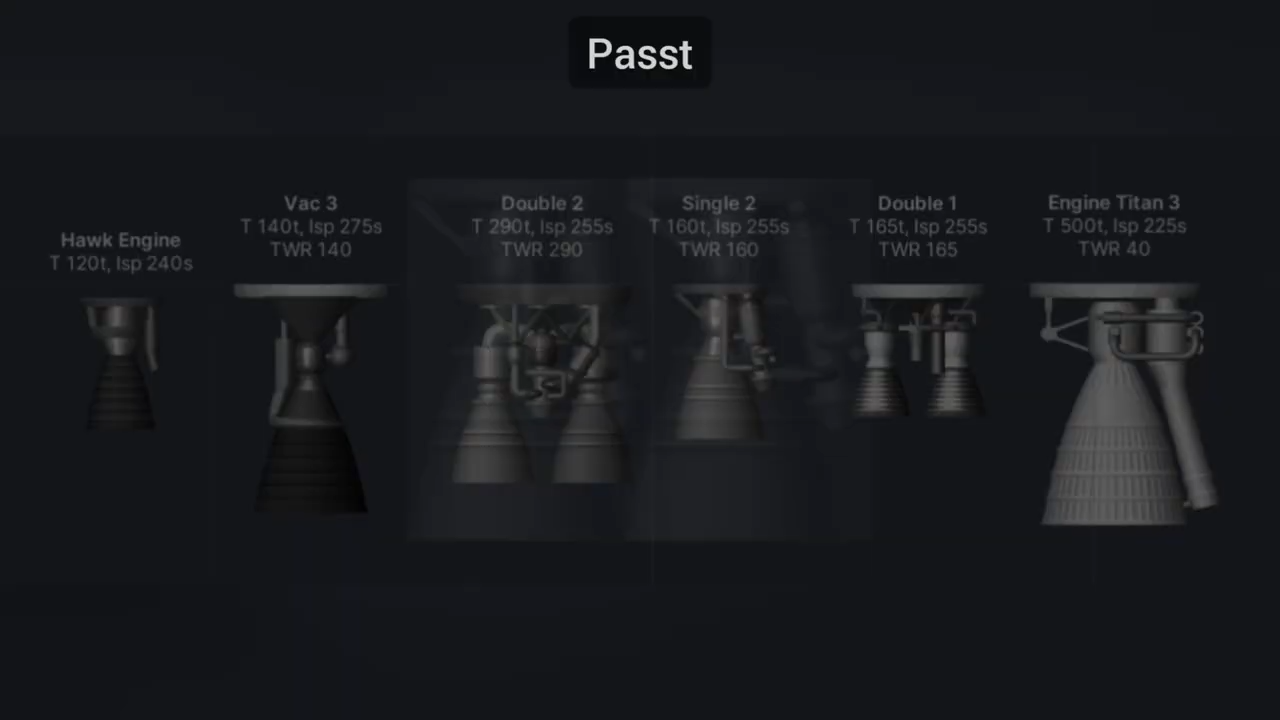 Passt
Hawk Engine
T 120t, Isp 240s
Vac 3
T 140t, Isp 275s
TWR 140
Double 2
T 290t, Isp 255s
TWR 290
Single 2
T 160t, Isp 255s
TWR 160
Double 1
T 165t, Isp 255s
TWR 165
Engine Titan 3
T 500t, Isp 225s
TWR 40